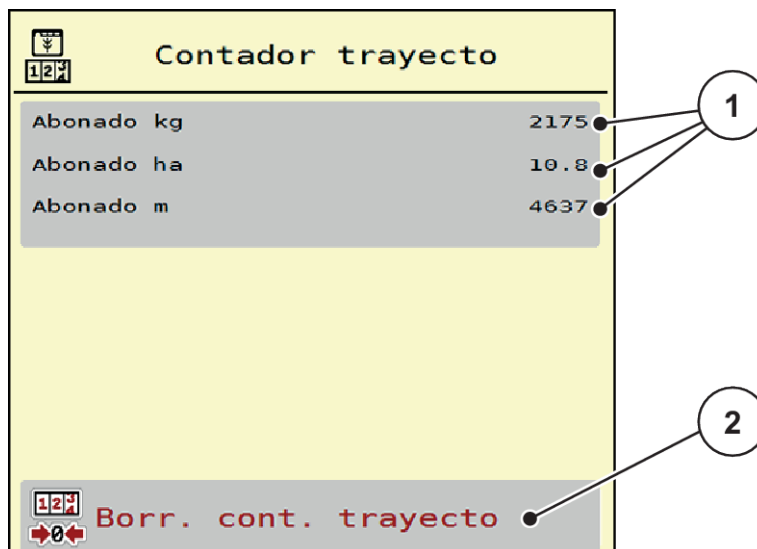 Contador trayecto
Abonado kg 2175
Abonado ha 10.8
Abonado m 4637
1
2
Borr. cont. trayecto